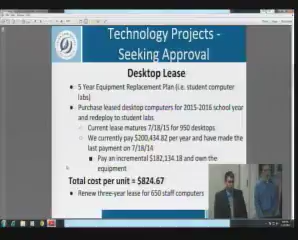 Technology Projects -
Seeking Approval
Desktop Lease
5 Year Equipment Replacement Plan (i.e. student computer
labs)
Purchase leased desktop computers for 2015-2016 school year
and redeploy to student labs
Current lease matures 7/18/15 for 950 desktops
We currently pay $200,434.82 per year and have made the
last payment on 7/18/14
Pay an incremental $182,134.18 and own the
equipment
Total cost per unit = $824.67
Renew three-year lease for 650 staff computers